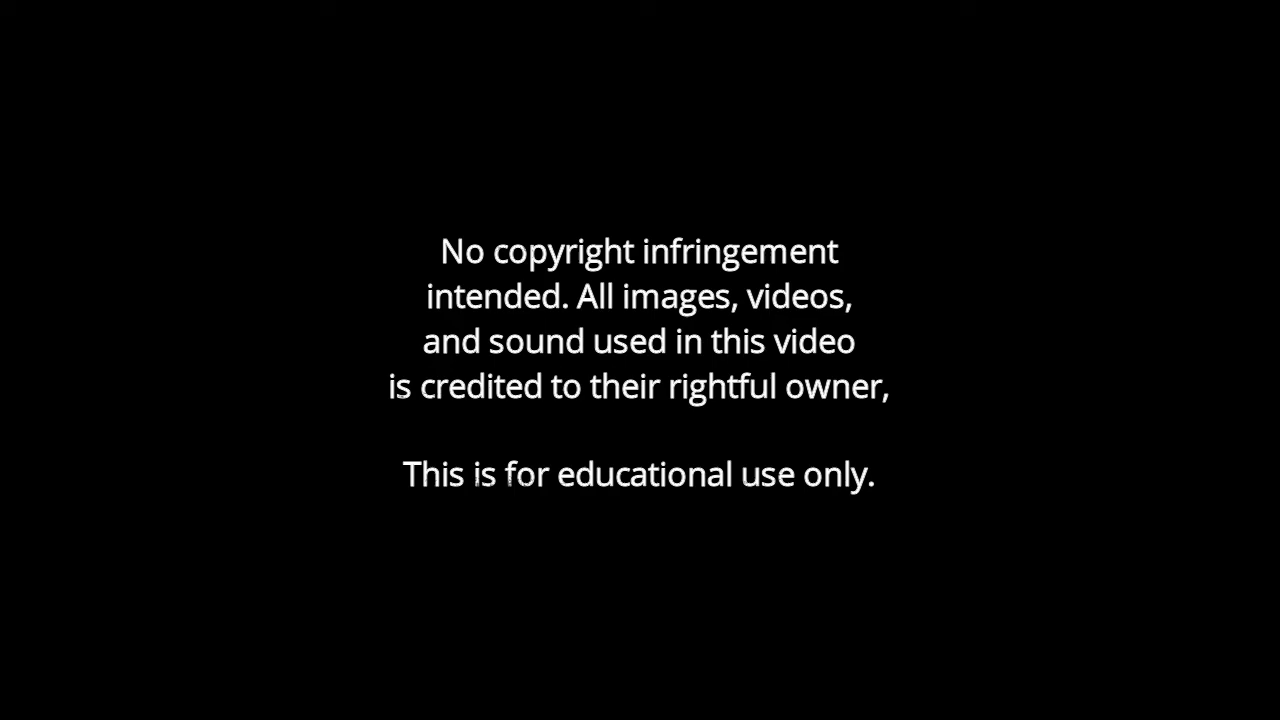 No copyright infringement
intended. All images, videos,
and sound used in this video
is credited to their rightful owner,
This is for educational use only.